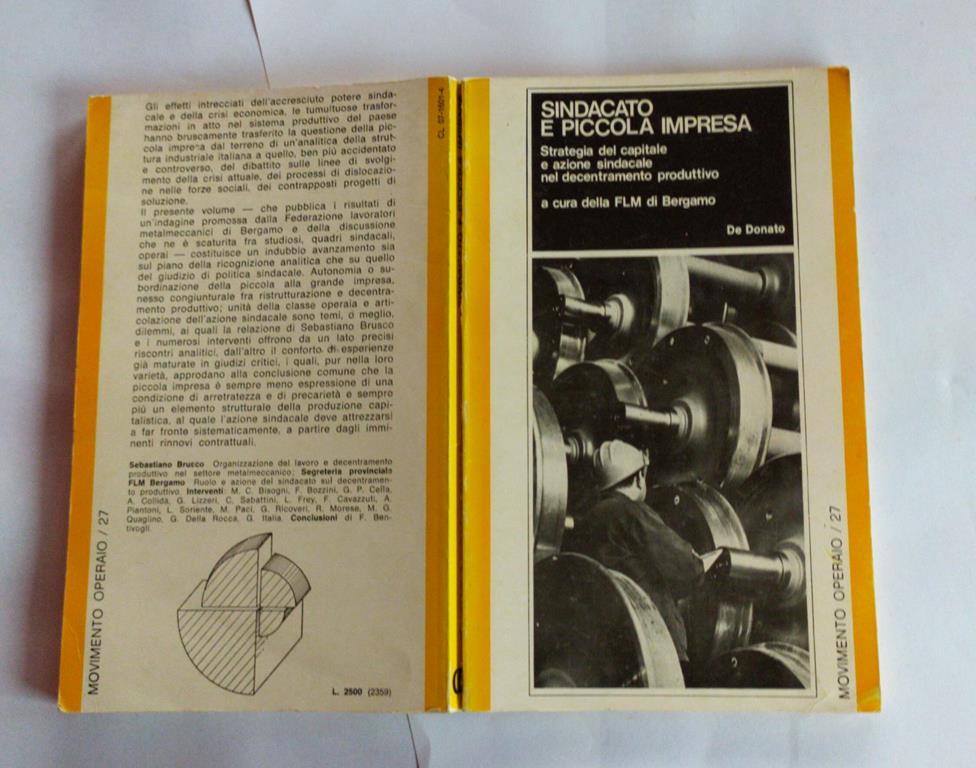 Gli effetti intrecciati dell'accresciuto potere sinda-
cale e della crisi economica, le tumultuose trasfor-
mazioni in atto nel sistema produttivo del paese
hanno bruscamente trasferito la questione della pic-
cola impresa dal terreno di un'analitica della strut-
tura industriale italiana a quello, ben più accidentato
e controverso, del dibattito sulle linee di svolgi-
mento della crisi attuale, dei processi di dislocazio-
ne nelle forze sociali, dei contrapposti progetti di
soluzione.
Il presente volume — che pubblica i risultati di
un'indagine promossa dalla Federazione lavoratori
metalmeccanici di Bergamo e della discussione
che ne è scaturita fra studiosi, quadri sindacali,
operai — costituisce un indubbio avanzamento sia
sul piano della ricognizione analitica che su quello
del giudizio di politica sindacale. Autonomia o su-
bordinazione della piccola alla grande impresa,
nesso congiunturale fra ristrutturazione e decentra-
mento produttivo; unità della classe operaia e arti-
colazione dell'azione sindacale sono temi, o meglio,
dilemmi, ai quali la relazione di Sebastiano Brusco
e i numerosi interventi offrono da un lato precisi
riscontri analitici, dall'altro il conforto di esperienze
già maturate in giudizi critici, i quali, pur nella loro
varietà, approdano alla conclusione comune che la
piccola impresa è sempre meno espressione di una
condizione di arretratezza e di precarietà e sempre
più un elemento strutturale della produzione capi-
talistica, al quale l'azione sindacale deve attrezzarsi
a far fronte sistematicamente, a partire dagli immi-
nenti rinnovi contrattuali.
Sebastiano Brusco Organizzazione del lavoro e decentramento
produttivo nel settore metalmeccanico; Segreteria provinciale
FLM Bergamo Ruolo e azione del sindacato sul decentramen-
to produttivo Interventi: M. C. Bisogni, F. Bozzini, G. P. Cella,
A. Collidà, G. Lizzeri, C. Sabattini, L. Frey, F. Cavazzuti, A.
Piantoni, L. Soriente, M. Paci, G. Ricoveri, R. Morese, M. G.
Quaglino, G. Della Rocca, G. Italia. Conclusioni di F. Ben-
tivogli.
L. 2500 (2359)
MOVIMENTO OPERAIO / 27
CL 07-1601-4
SINDACATO
E PICCOLA IMPRESA
Strategia del capitale
e azione sindacale
nel decentramento produttivo
a cura della FLM di Bergamo
De Donato
MOVIMENTO OPERAIO / 27